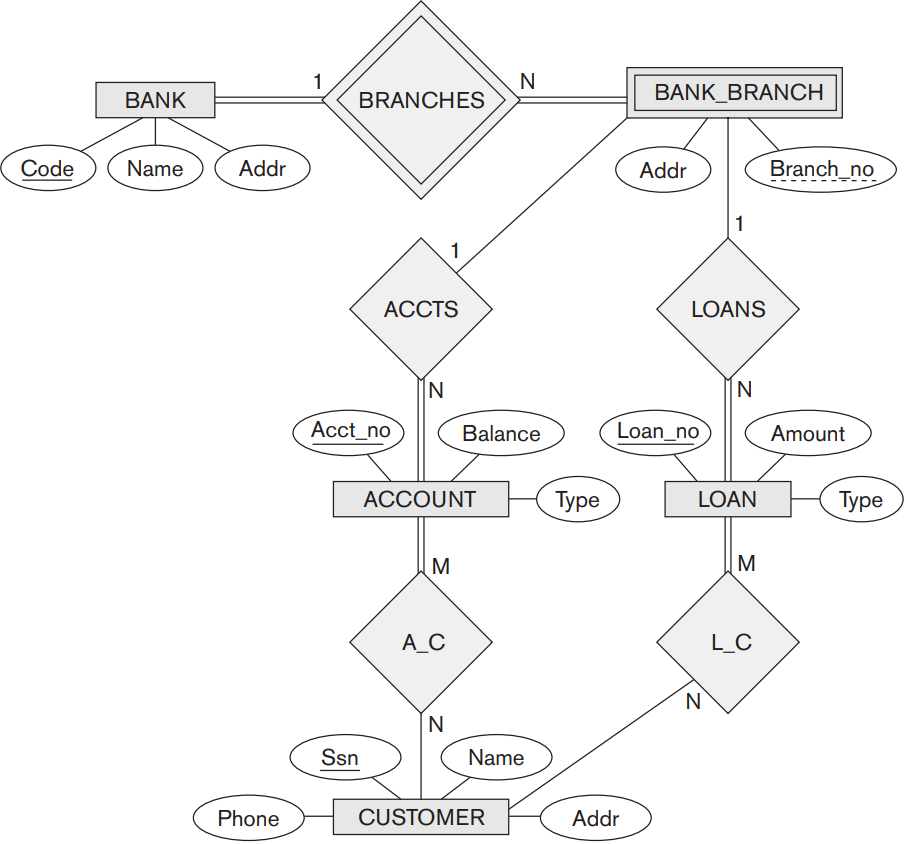 1
N
BANK
BRANCHES
BANK_BRANCH
Code
Name
Addr
Addr
Branch_no
1
1
ACCTS
LOANS
N
N
Acct_no
Balance
Loan_no
Amount
ACCOUNT
Type
LOAN
Type
M
M
A_C
L_C
N
N
Ssn
Name
Phone
CUSTOMER
Addr